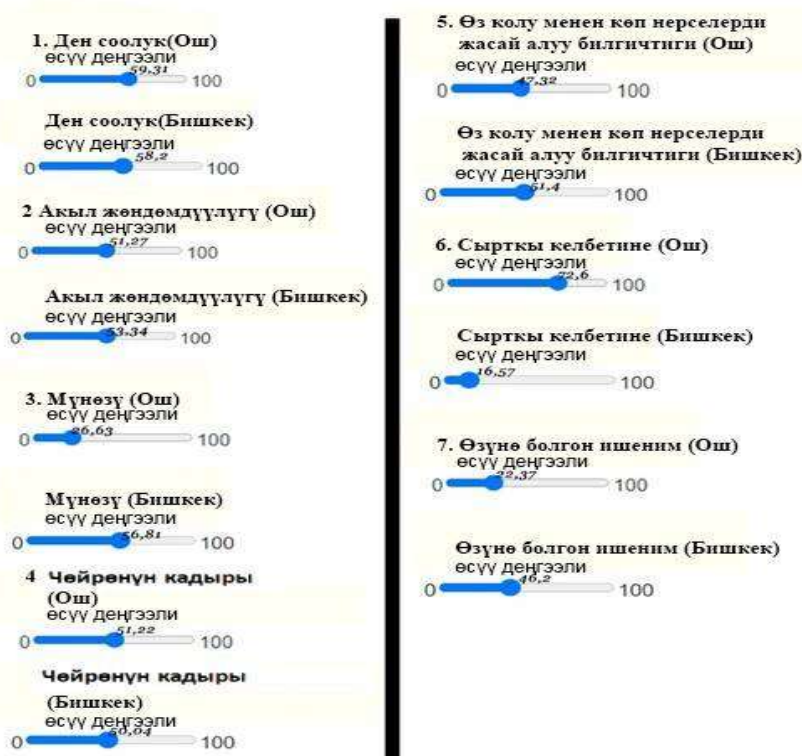 1. Ден соолук(Ош)
өсүү деңгээли
59,31
0 100
Ден соолук(Бишкек)
өсүү деңгээли
58,2
0 100
2 Акыл жөндөмдүүлүгү (Ош)
өсүү деңгээли
51,27
0 100
Акыл жөндөмдүүлүгү (Бишкек)
өсүү деңгээли
53,34
0 100
3. Мүнөзү (Ош)
өсүү деңгээли
26,63
0 100
Мүнөзү (Бишкек)
өсүү деңгээли
56,81
0 100
4 Чөйрөнүн кадыры
(Ош)
өсүү деңгээли
51,22
0 100
Чөйрөнүн кадыры
(Бишкек)
өсүү деңгээли
50,04
0 100
5. Өз колу менен көп нерселерди
жасай алуу билгичтиги (Ош)
өсүү деңгээли
47,32
0 100
Өз колу менен көп нерселерди
жасай алуу билгичтиги (Бишкек)
өсүү деңгээли
51,4
0 100
6. Сырткы келбетине (Ош)
өсүү деңгээли
72,6
0 100
Сырткы келбетине (Бишкек)
өсүү деңгээли
16,57
0 100
7. Өзүнө болгон ишеним (Ош)
өсүү деңгээли
22,37
0 100
Өзүнө болгон ишеним (Бишкек)
өсүү деңгээли
46,2
0 100